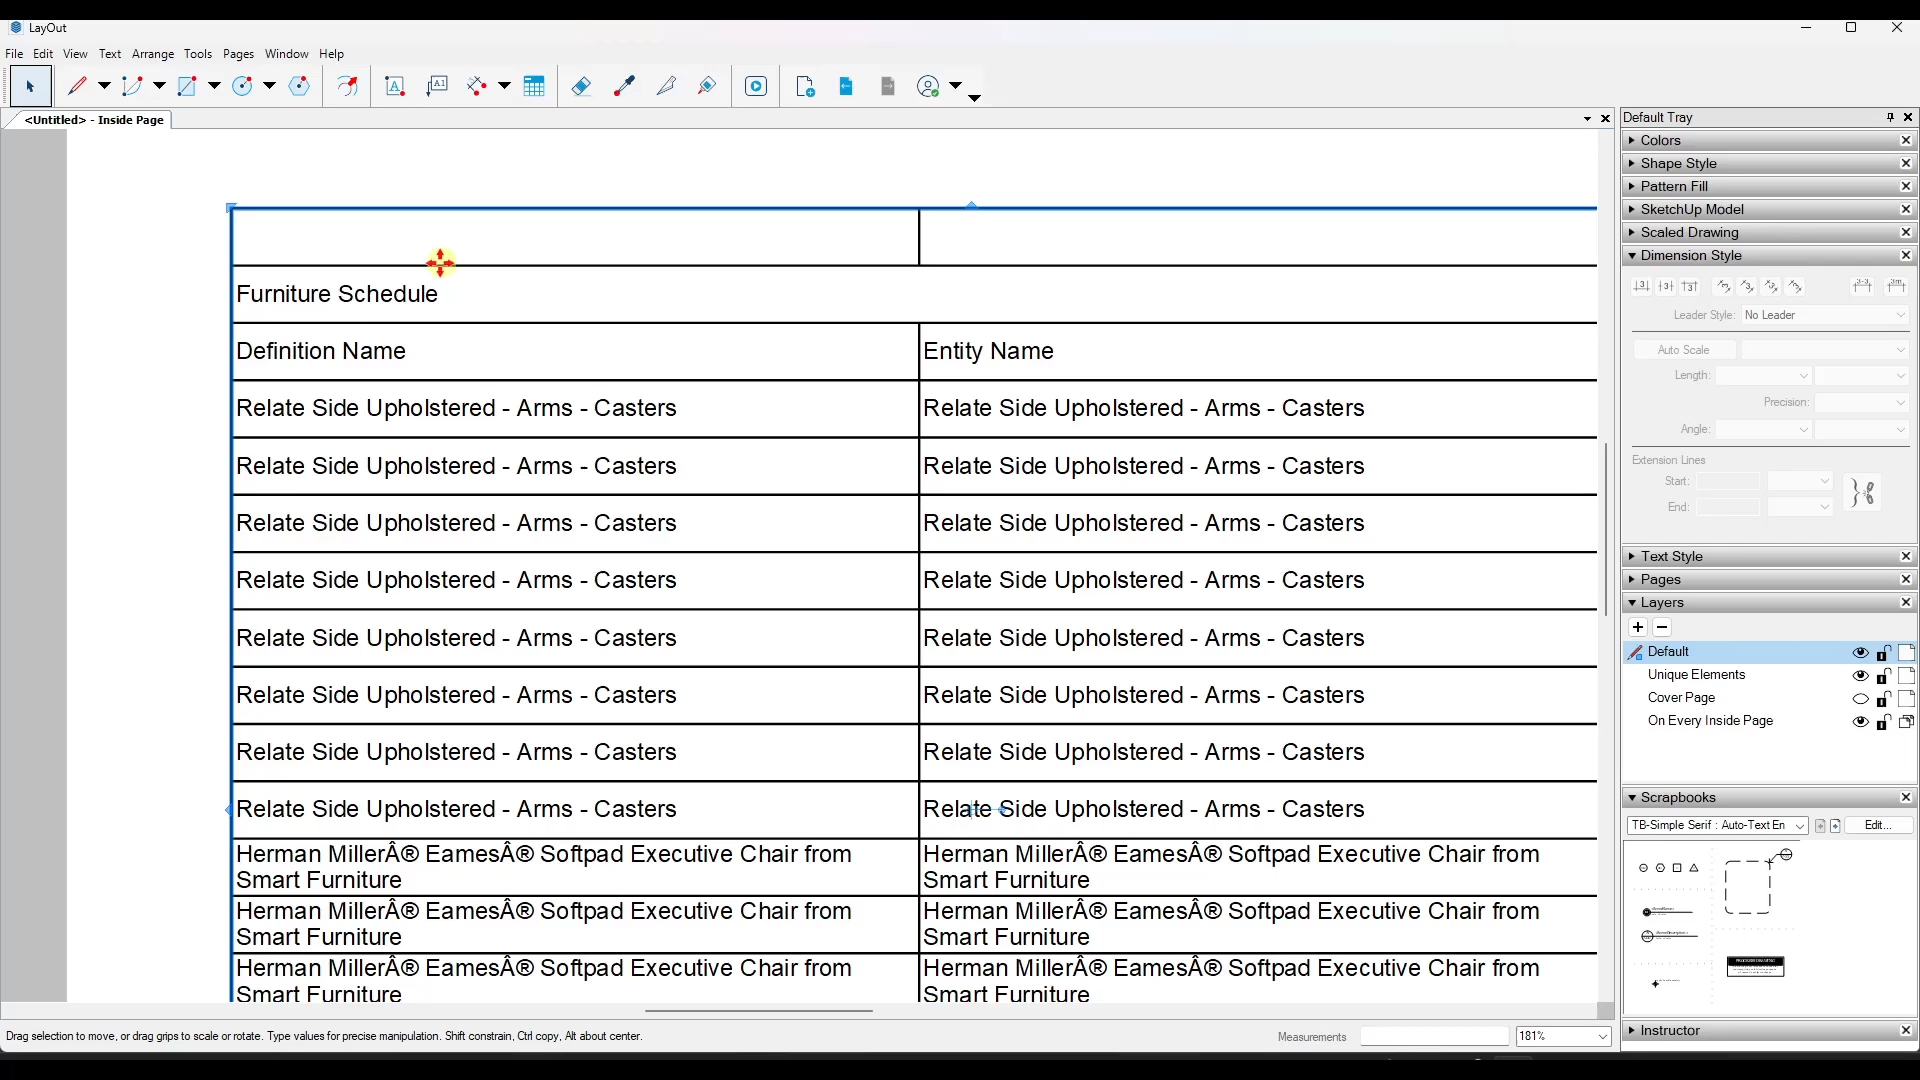 LayOut
File Edit View Text Arrange Tools Pages Window Help
<Untitled> - Inside Page
Furniture Schedule
Definition Name Entity Name
Relate Side Upholstered - Arms - Casters Relate Side Upholstered - Arms - Casters
Relate Side Upholstered - Arms - Casters Relate Side Upholstered - Arms - Casters
Relate Side Upholstered - Arms - Casters Relate Side Upholstered - Arms - Casters
Relate Side Upholstered - Arms - Casters Relate Side Upholstered - Arms - Casters
Relate Side Upholstered - Arms - Casters Relate Side Upholstered - Arms - Casters
Relate Side Upholstered - Arms - Casters Relate Side Upholstered - Arms - Casters
Relate Side Upholstered - Arms - Casters Relate Side Upholstered - Arms - Casters
Relate Side Upholstered - Arms - Casters Relate Side Upholstered - Arms - Casters
Herman MillerÂ® EamesÂ® Softpad Executive Chair from Herman MillerÂ® EamesÂ® Softpad Executive Chair from
Smart Furniture Smart Furniture
Herman MillerÂ® EamesÂ® Softpad Executive Chair from Herman MillerÂ® EamesÂ® Softpad Executive Chair from
Smart Furniture Smart Furniture
Herman MillerÂ® EamesÂ® Softpad Executive Chair from Herman MillerÂ® EamesÂ® Softpad Executive Chair from
Smart Furniture Smart Furniture
Default Tray
Colors
Shape Style
Pattern Fill
SketchUp Model
Scaled Drawing
Dimension Style
Leader Style: No Leader
Auto Scale
Length:
Precision:
Angle:
Extension Lines
Start:
End:
Text Style
Pages
Layers
Default
Unique Elements
Cover Page
On Every Inside Page
Scrapbooks
TB-Simple Serif : Auto-Text En Edit...
Instructor
Drag selection to move, or drag grips to scale or rotate. Type values for precise manipulation. Shift constrain, Ctrl copy, Alt about center. Measurements 181%